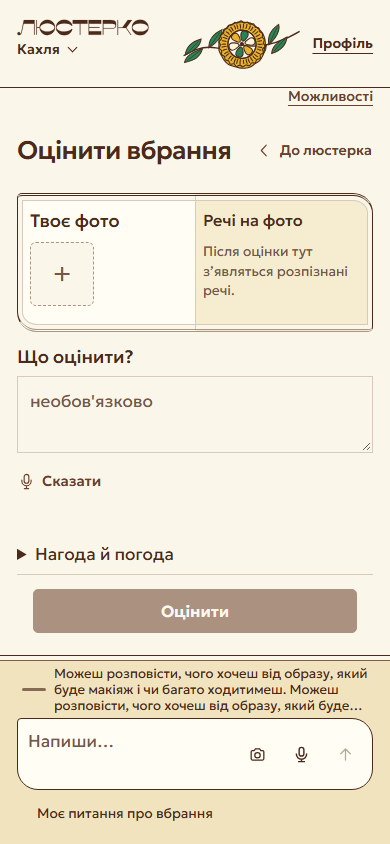 ЛЮСТЕРКО
Кахля
Профіль
Можливості
Оцінити вбрання
До люстерка
Твоє фото
Речі на фото
Після оцінки тут
з’являться розпізнані
речі.
Що оцінити?
необов'язково
Сказати
Нагода й погода
Оцінити
Можеш розповісти, чого хочеш від образу, який
буде макіяж і чи багато ходитимеш. Можеш
розповісти, чого хочеш від образу, який буде…
Напиши…
Моє питання про вбрання